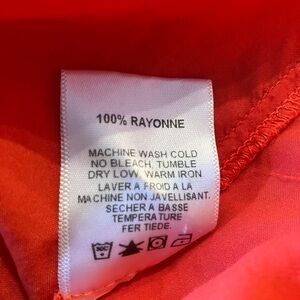 100% RAYONNE
MACHINE WASH COLD
NO BLEACH, TUMBLE
DRY LOW, WARM IRON
LAVER A FROID A LA
MACHINE NON JAVELLISANT.
SECHER A BASSE
TEMPERATURE
FER TIEDE.
50C